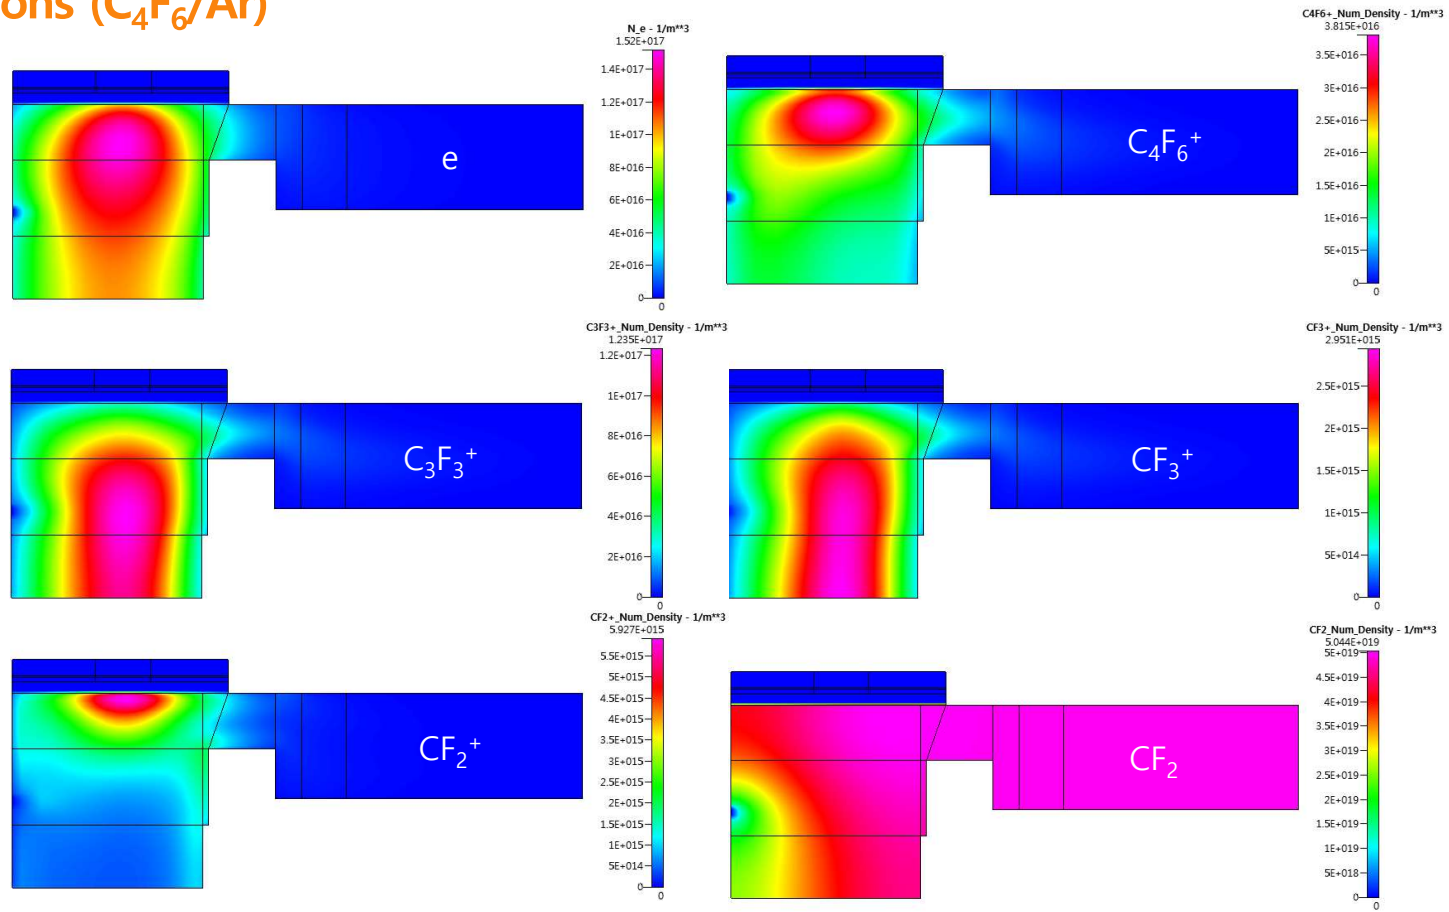 ons (C₄F₆/Ar)
N_e - 1/m**3
1.52E+017
1.4E+017
1.2E+017
1E+017
8E+016
6E+016
4E+016
2E+016
0
0
e
C4F6+_Num_Density - 1/m**3
3.815E+016
3.5E+016
3E+016
2.5E+016
2E+016
1.5E+016
1E+016
5E+015
0
0
C₄F₆⁺
C3F3+_Num_Density - 1/m**3
1.235E+017
1.2E+017
1E+017
8E+016
6E+016
4E+016
2E+016
0
0
C₃F₃⁺
CF3+_Num_Density - 1/m**3
2.951E+015
2.5E+015
2E+015
1.5E+015
1E+015
5E+014
0
0
CF₃⁺
CF2+_Num_Density - 1/m**3
5.927E+015
5.5E+015
5E+015
4.5E+015
4E+015
3.5E+015
3E+015
2.5E+015
2E+015
1.5E+015
1E+015
5E+014
0
0
CF₂⁺
CF2_Num_Density - 1/m**3
5.044E+019
5E+019
4.5E+019
4E+019
3.5E+019
3E+019
2.5E+019
2E+019
1.5E+019
1E+019
5E+018
0
0
CF₂